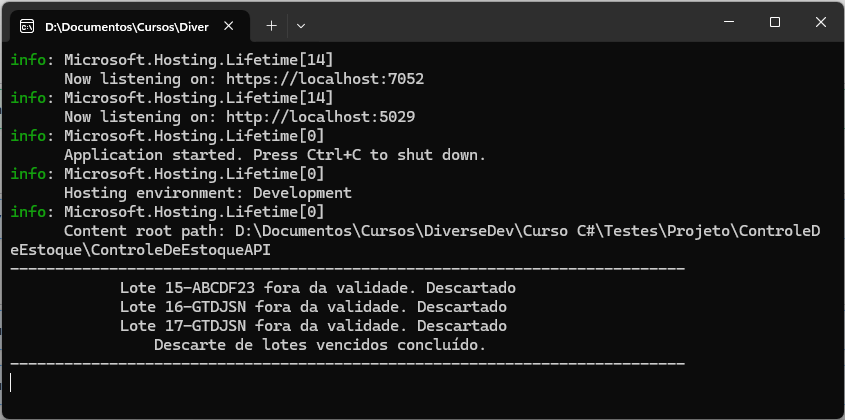 D:\Documentos\Cursos\Diver
info: Microsoft.Hosting.Lifetime[14]
Now listening on: https://localhost:7052
info: Microsoft.Hosting.Lifetime[14]
Now listening on: http://localhost:5029
info: Microsoft.Hosting.Lifetime[0]
Application started. Press Ctrl+C to shut down.
info: Microsoft.Hosting.Lifetime[0]
Hosting environment: Development
info: Microsoft.Hosting.Lifetime[0]
Content root path: D:\Documentos\Cursos\DiverseDev\Curso C#\Testes\Projeto\ControleD
eEstoque\ControleDeEstoqueAPI
---------------------------------------------------------------------------
Lote 15-ABCDF23 fora da validade. Descartado
Lote 16-GTDJSN fora da validade. Descartado
Lote 17-GTDJSN fora da validade. Descartado
Descarte de lotes vencidos concluído.
---------------------------------------------------------------------------